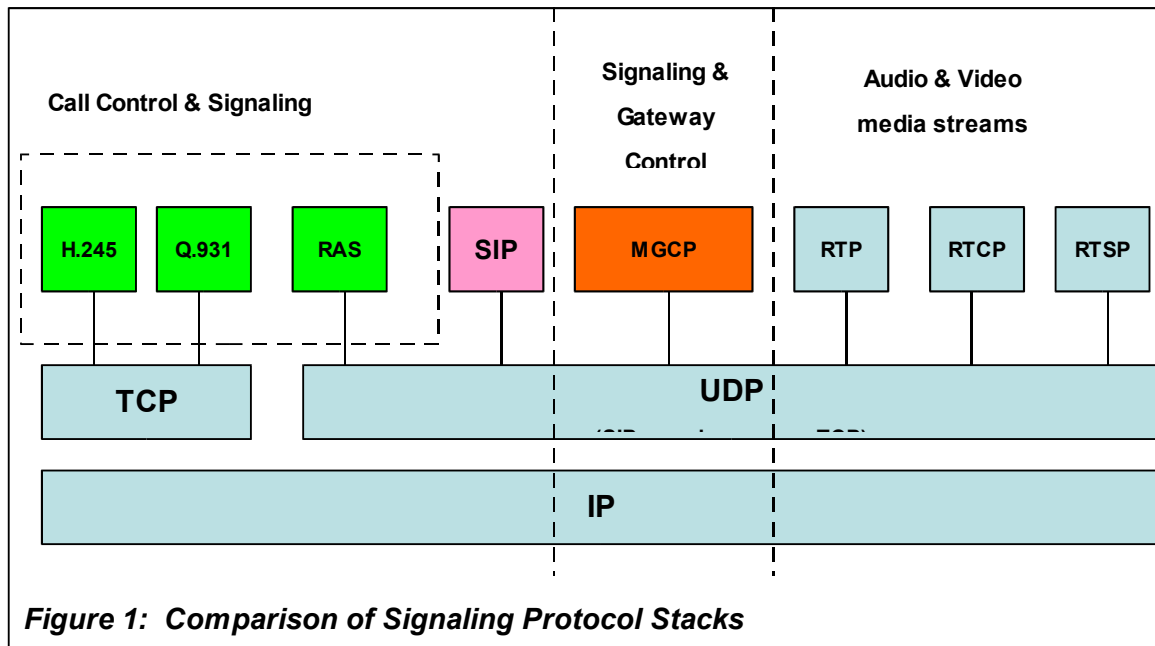 Call Control & Signaling
Signaling &
Gateway
Control
Audio & Video
media streams
H.245
Q.931
RAS
SIP
MGCP
RTP
RTCP
RTSP
TCP
UDP
IP
Figure 1: Comparison of Signaling Protocol Stacks